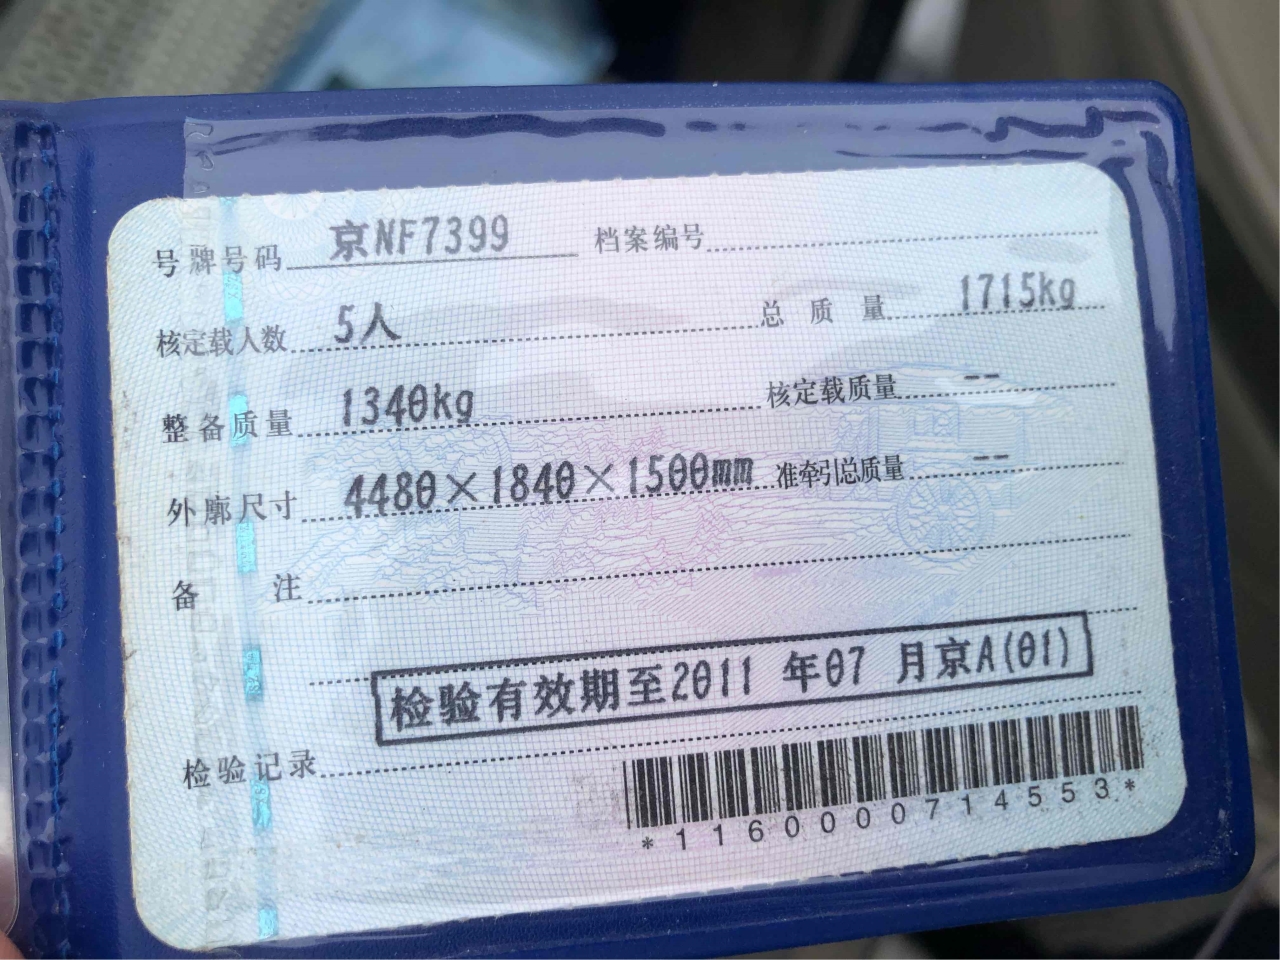 号牌号码 京NF7399 档案编号
核定载人数 5人 总质量 1715kg
整备质量 1340kg 核定载质量 --
外廓尺寸 4480×1840×1500mm 准牵引总质量 --
备注
检验有效期至2011年07月京A(01)
检验记录
*1160000714553*